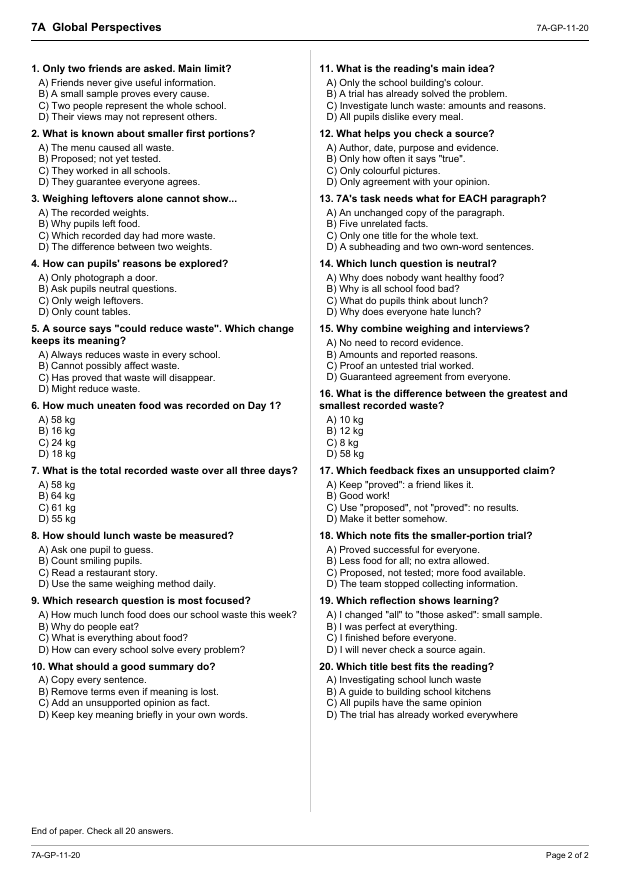 7A Global Perspectives
7A-GP-11-20
1. Only two friends are asked. Main limit?
A) Friends never give useful information.
B) A small sample proves every cause.
C) Two people represent the whole school.
D) Their views may not represent others.
2. What is known about smaller first portions?
A) The menu caused all waste.
B) Proposed; not yet tested.
C) They worked in all schools.
D) They guarantee everyone agrees.
3. Weighing leftovers alone cannot show...
A) The recorded weights.
B) Why pupils left food.
C) Which recorded day had more waste.
D) The difference between two weights.
4. How can pupils' reasons be explored?
A) Only photograph a door.
B) Ask pupils neutral questions.
C) Only weigh leftovers.
D) Only count tables.
5. A source says "could reduce waste". Which change
keeps its meaning?
A) Always reduces waste in every school.
B) Cannot possibly affect waste.
C) Has proved that waste will disappear.
D) Might reduce waste.
6. How much uneaten food was recorded on Day 1?
A) 58 kg
B) 16 kg
C) 24 kg
D) 18 kg
7. What is the total recorded waste over all three days?
A) 58 kg
B) 64 kg
C) 61 kg
D) 55 kg
8. How should lunch waste be measured?
A) Ask one pupil to guess.
B) Count smiling pupils.
C) Read a restaurant story.
D) Use the same weighing method daily.
9. Which research question is most focused?
A) How much lunch food does our school waste this week?
B) Why do people eat?
C) What is everything about food?
D) How can every school solve every problem?
10. What should a good summary do?
A) Copy every sentence.
B) Remove terms even if meaning is lost.
C) Add an unsupported opinion as fact.
D) Keep key meaning briefly in your own words.
11. What is the reading's main idea?
A) Only the school building's colour.
B) A trial has already solved the problem.
C) Investigate lunch waste: amounts and reasons.
D) All pupils dislike every meal.
12. What helps you check a source?
A) Author, date, purpose and evidence.
B) Only how often it says "true".
C) Only colourful pictures.
D) Only agreement with your opinion.
13. 7A's task needs what for EACH paragraph?
A) An unchanged copy of the paragraph.
B) Five unrelated facts.
C) Only one title for the whole text.
D) A subheading and two own-word sentences.
14. Which lunch question is neutral?
A) Why does nobody want healthy food?
B) Why is all school food bad?
C) What do pupils think about lunch?
D) Why does everyone hate lunch?
15. Why combine weighing and interviews?
A) No need to record evidence.
B) Amounts and reported reasons.
C) Proof an untested trial worked.
D) Guaranteed agreement from everyone.
16. What is the difference between the greatest and
smallest recorded waste?
A) 10 kg
B) 12 kg
C) 8 kg
D) 58 kg
17. Which feedback fixes an unsupported claim?
A) Keep "proved": a friend likes it.
B) Good work!
C) Use "proposed", not "proved": no results.
D) Make it better somehow.
18. Which note fits the smaller-portion trial?
A) Proved successful for everyone.
B) Less food for all; no extra allowed.
C) Proposed, not tested; more food available.
D) The team stopped collecting information.
19. Which reflection shows learning?
A) I changed "all" to "those asked": small sample.
B) I was perfect at everything.
C) I finished before everyone.
D) I will never check a source again.
20. Which title best fits the reading?
A) Investigating school lunch waste
B) A guide to building school kitchens
C) All pupils have the same opinion
D) The trial has already worked everywhere
End of paper. Check all 20 answers.
7A-GP-11-20
Page 2 of 2